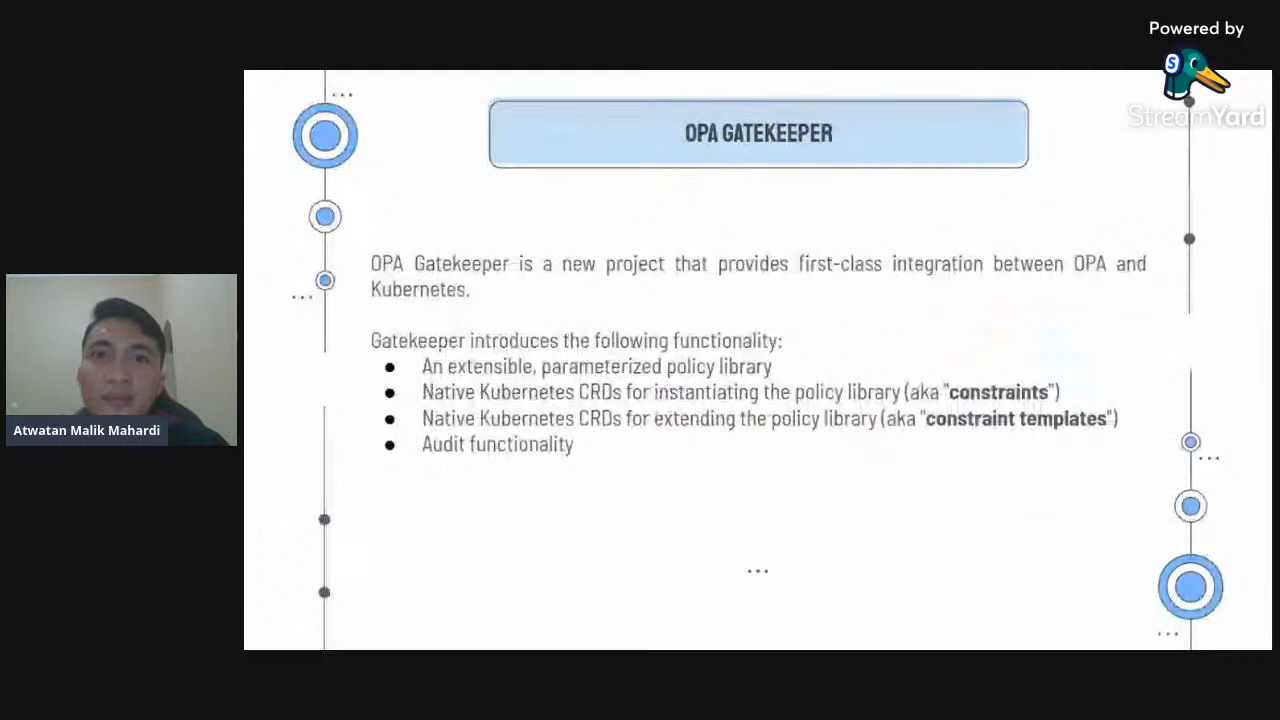 Powered by
StreamYard
OPA GATEKEEPER
OPA Gatekeeper is a new project that provides first-class integration between OPA and
Kubernetes.
Gatekeeper introduces the following functionality:
● An extensible, parameterized policy library
● Native Kubernetes CRDs for instantiating the policy library (aka "constraints")
● Native Kubernetes CRDs for extending the policy library (aka "constraint templates")
● Audit functionality
Atwatan Malik Mahardi